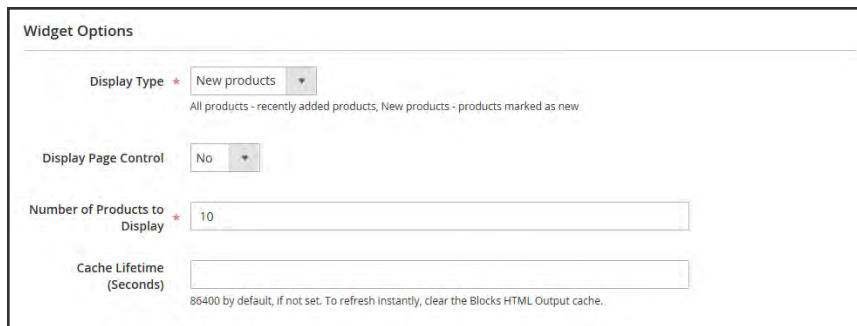 Widget Options
Display Type *
New products
All products - recently added products, New products - products marked as new
Display Page Control
No
Number of Products to
Display *
10
Cache Lifetime
(Seconds)
86400 by default, if not set. To refresh instantly, clear the Blocks HTML Output cache.